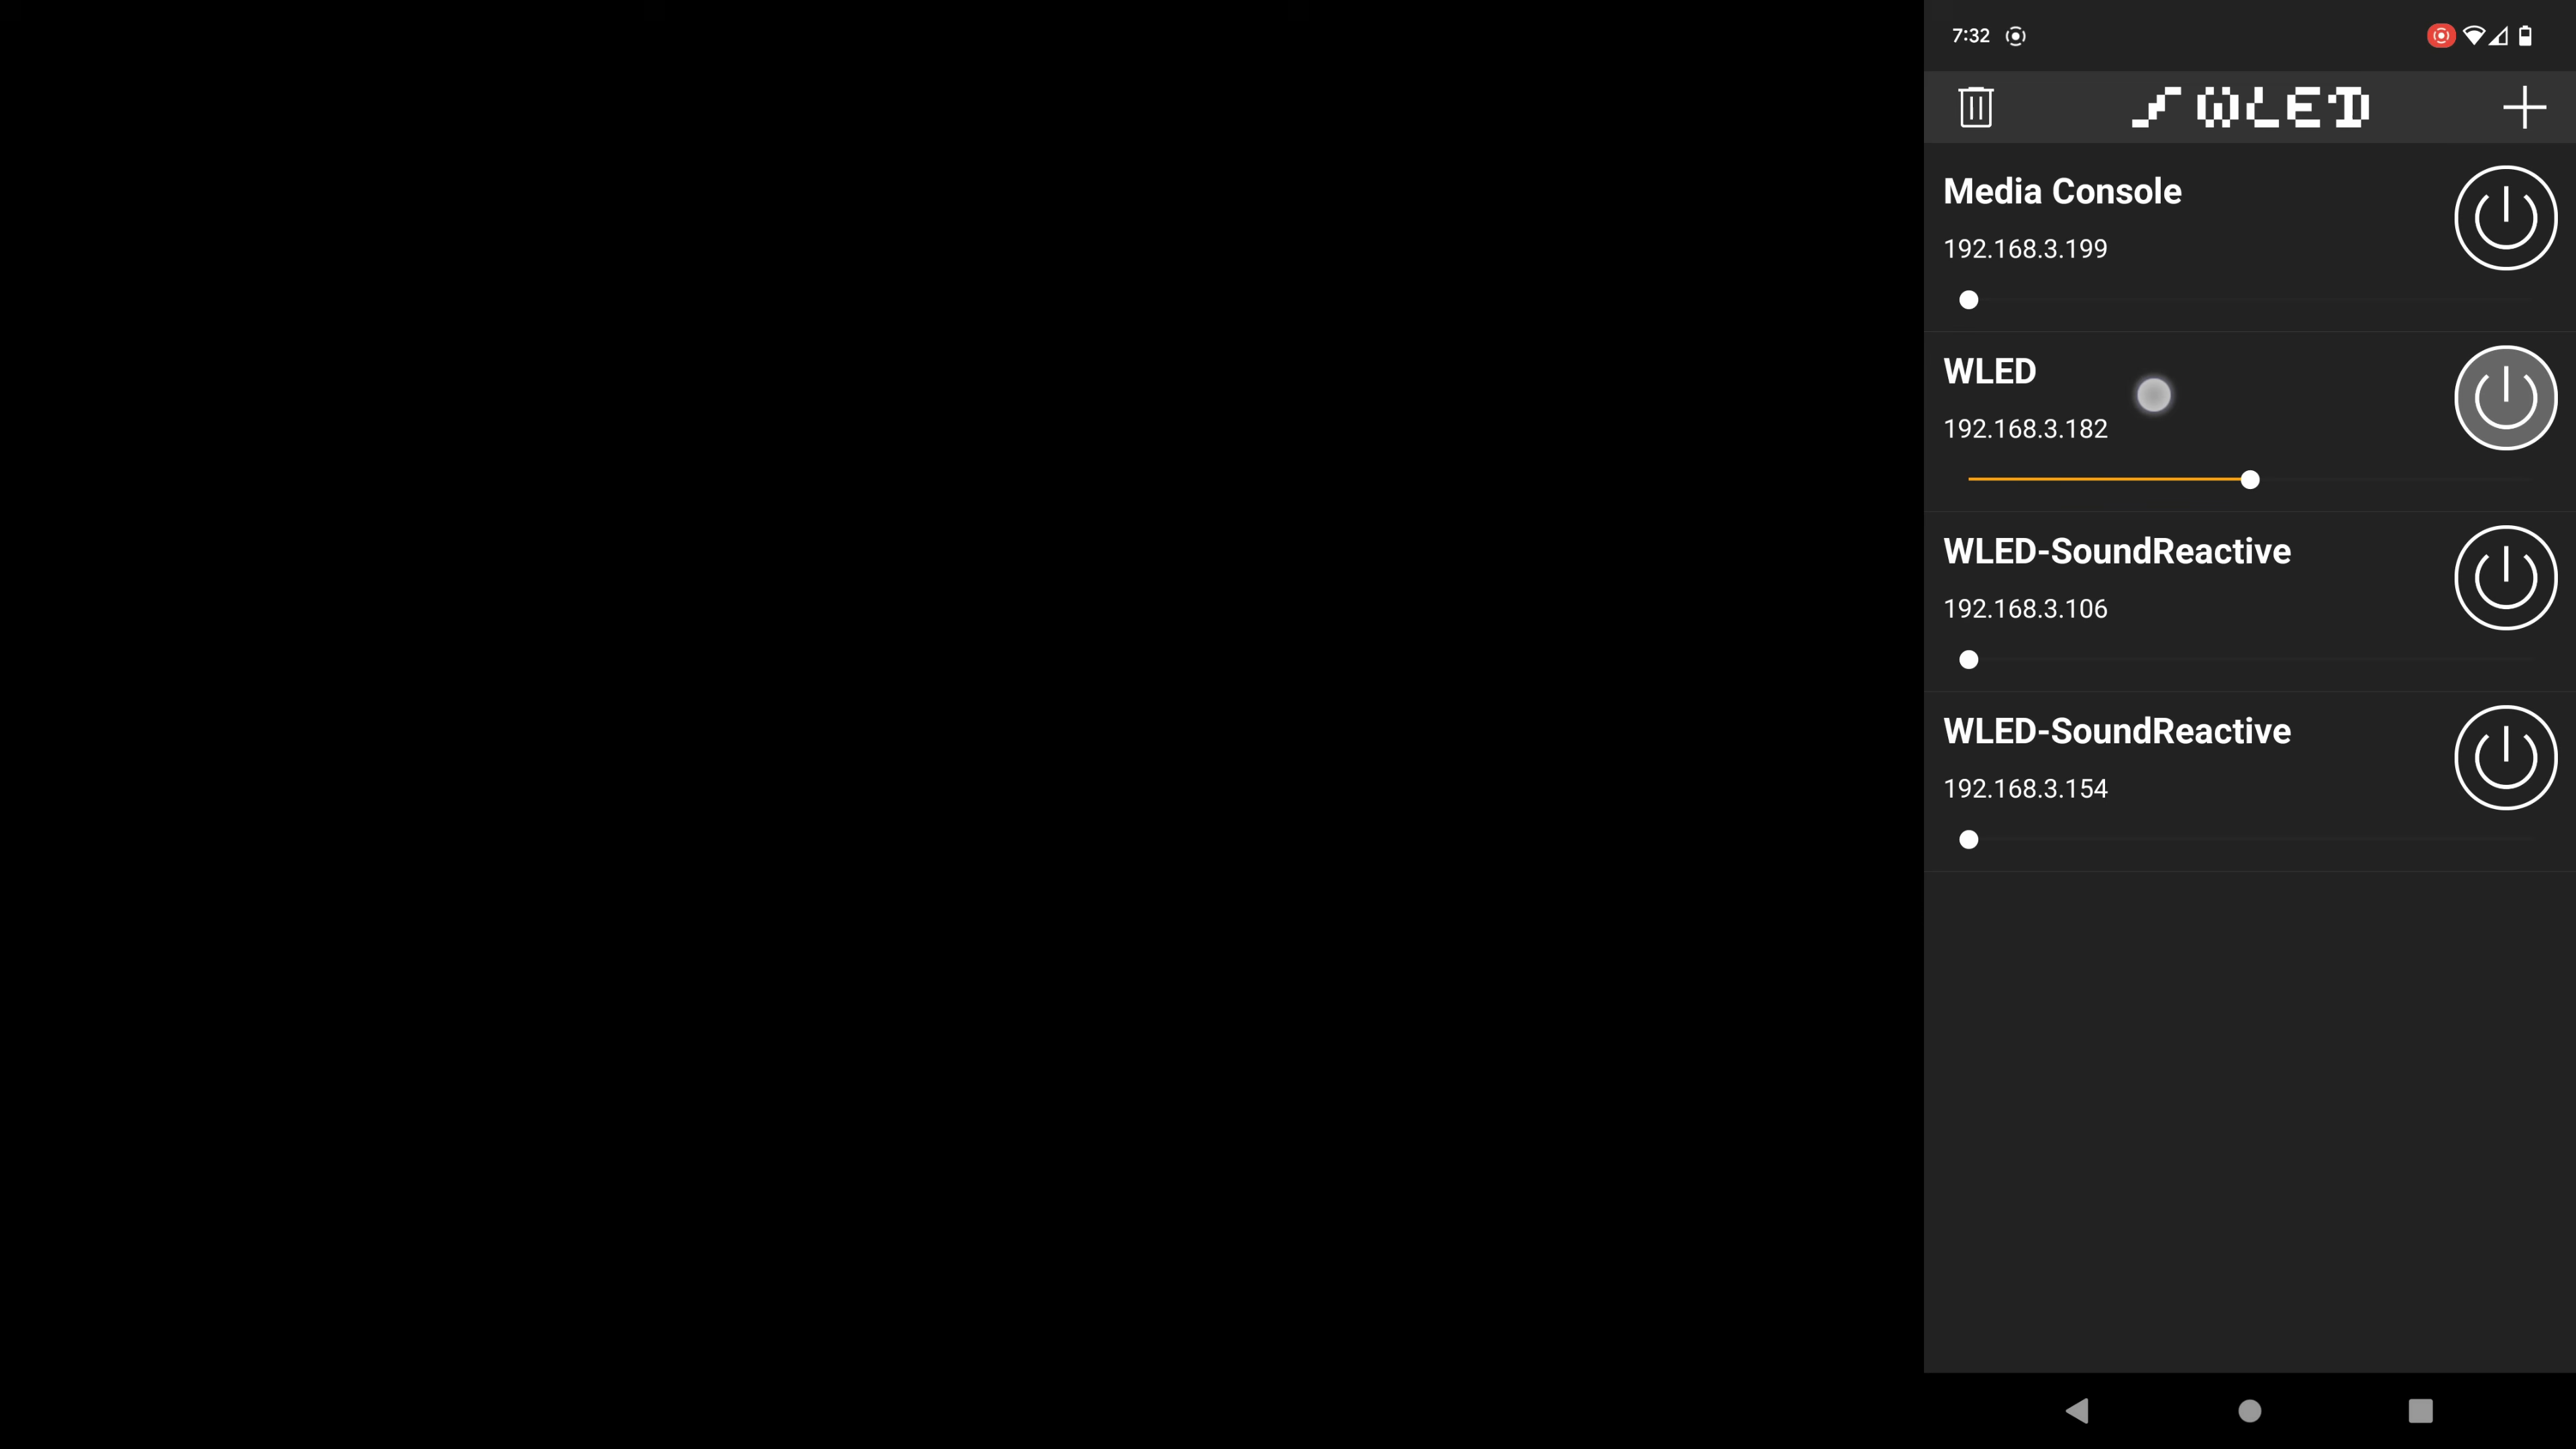 7:32
WLED
Media Console
192.168.3.199
WLED
192.168.3.182
WLED-SoundReactive
192.168.3.106
WLED-SoundReactive
192.168.3.154